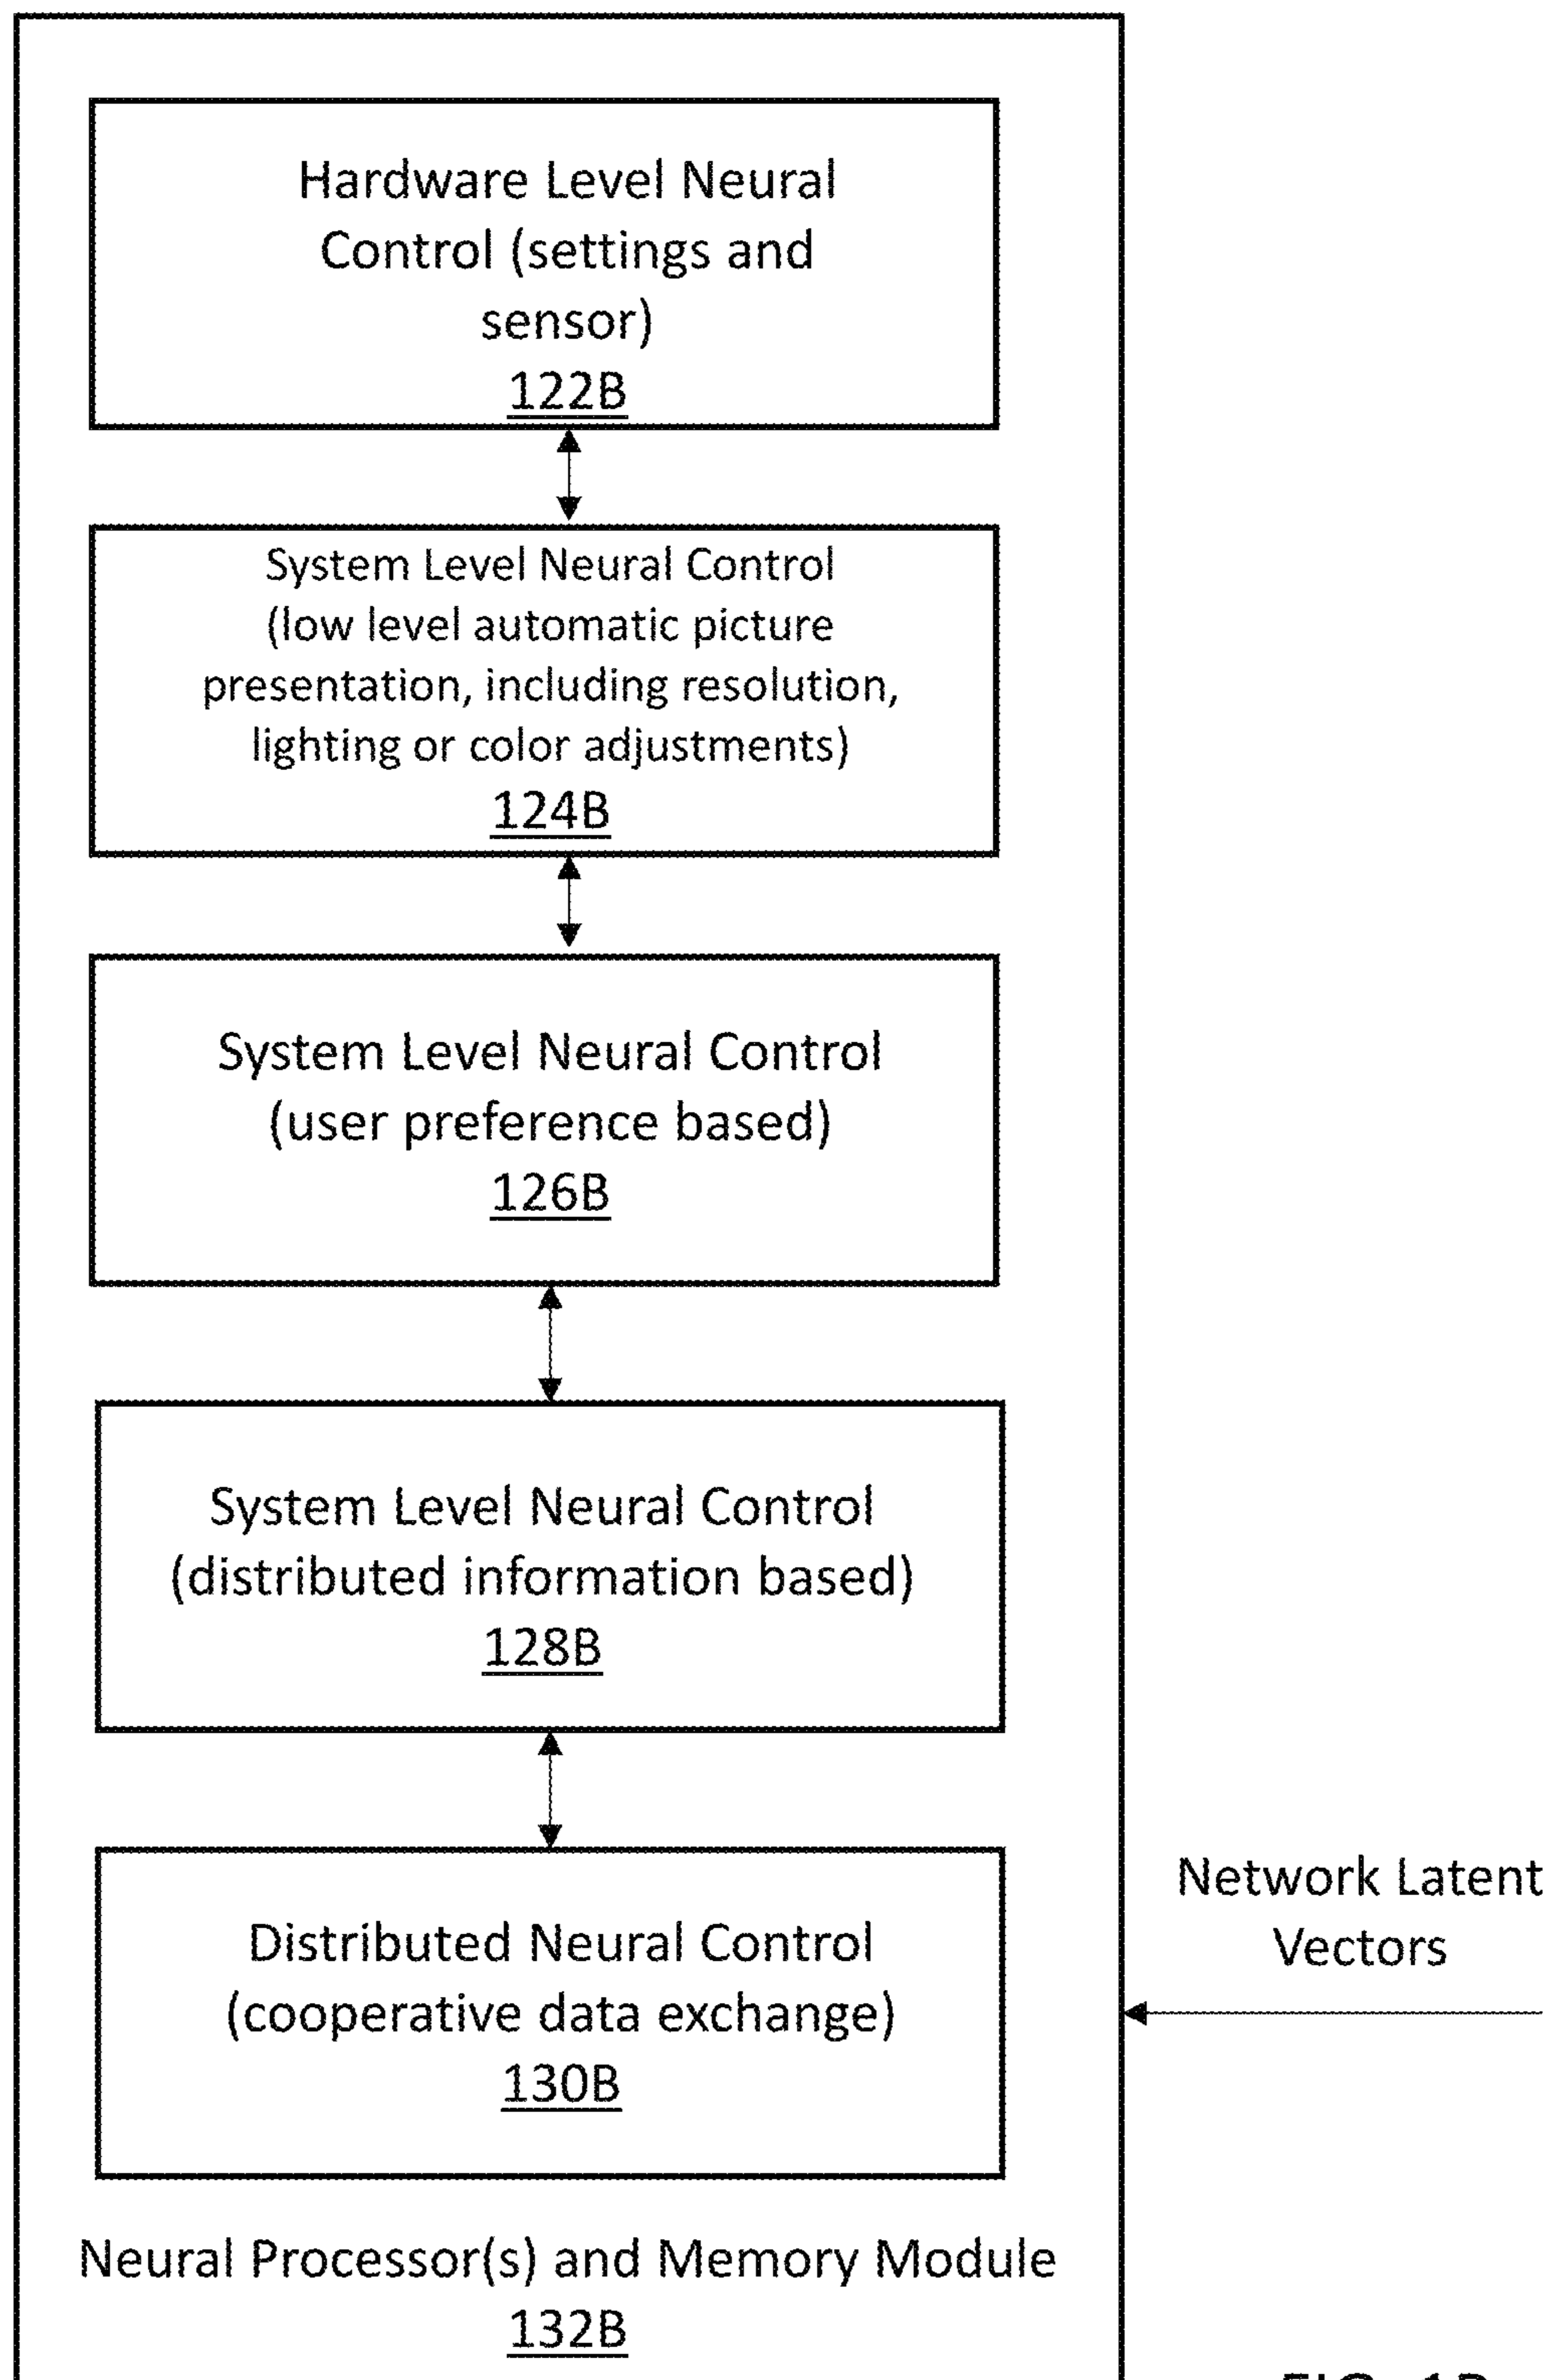 Hardware Level Neural
Control (settings and
sensor)
122B
System Level Neural Control
(low level automatic picture
presentation, including resolution,
lighting or color adjustments)
124B
System Level Neural Control
(user preference based)
126B
System Level Neural Control
(distributed information based)
128B
Distributed Neural Control
(cooperative data exchange)
130B
Network Latent
Vectors
Neural Processor(s) and Memory Module
132B